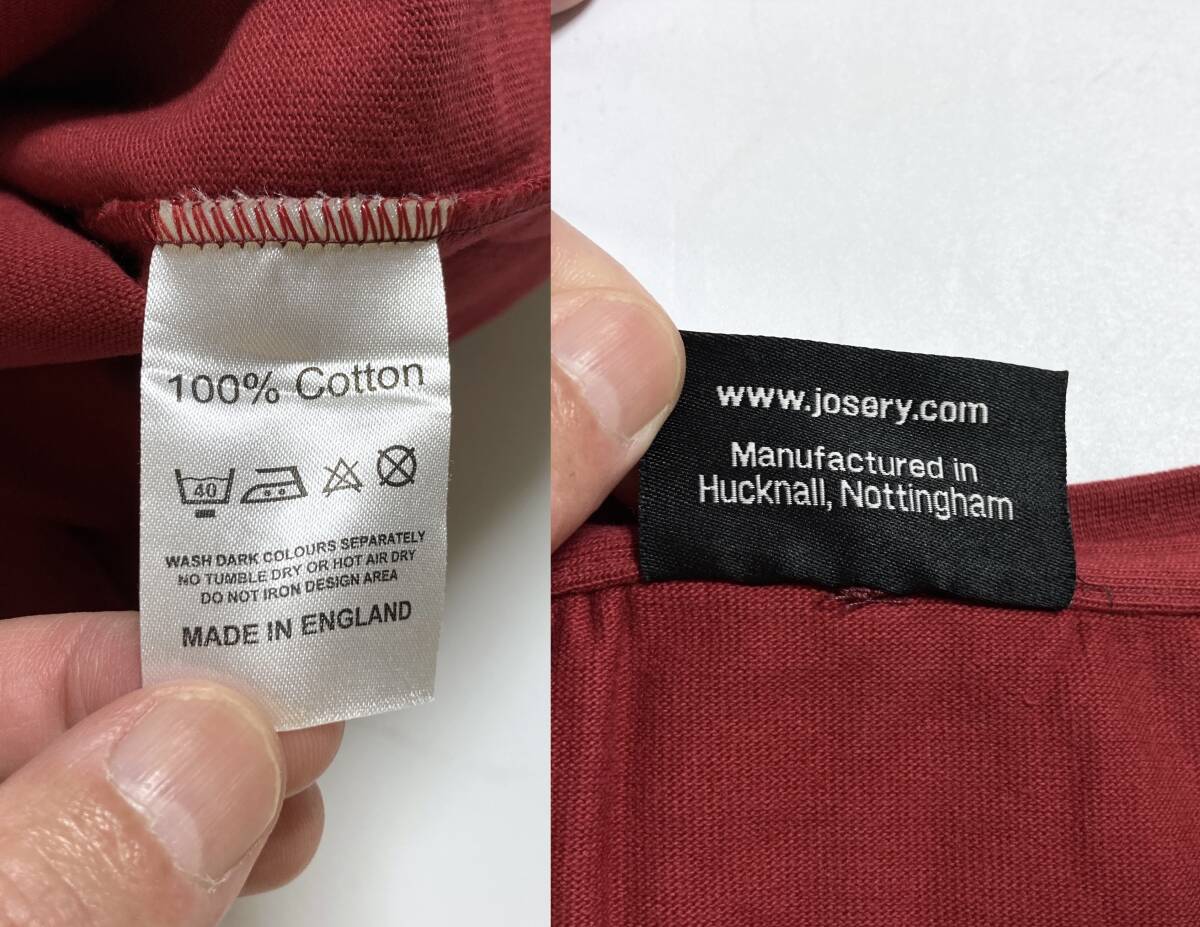 100% Cotton
40
WASH DARK COLOURS SEPARATELY
NO TUMBLE DRY OR HOT AIR DRY
DO NOT IRON DESIGN AREA
MADE IN ENGLAND
www.josery.com
Manufactured in
Hucknall, Nottingham